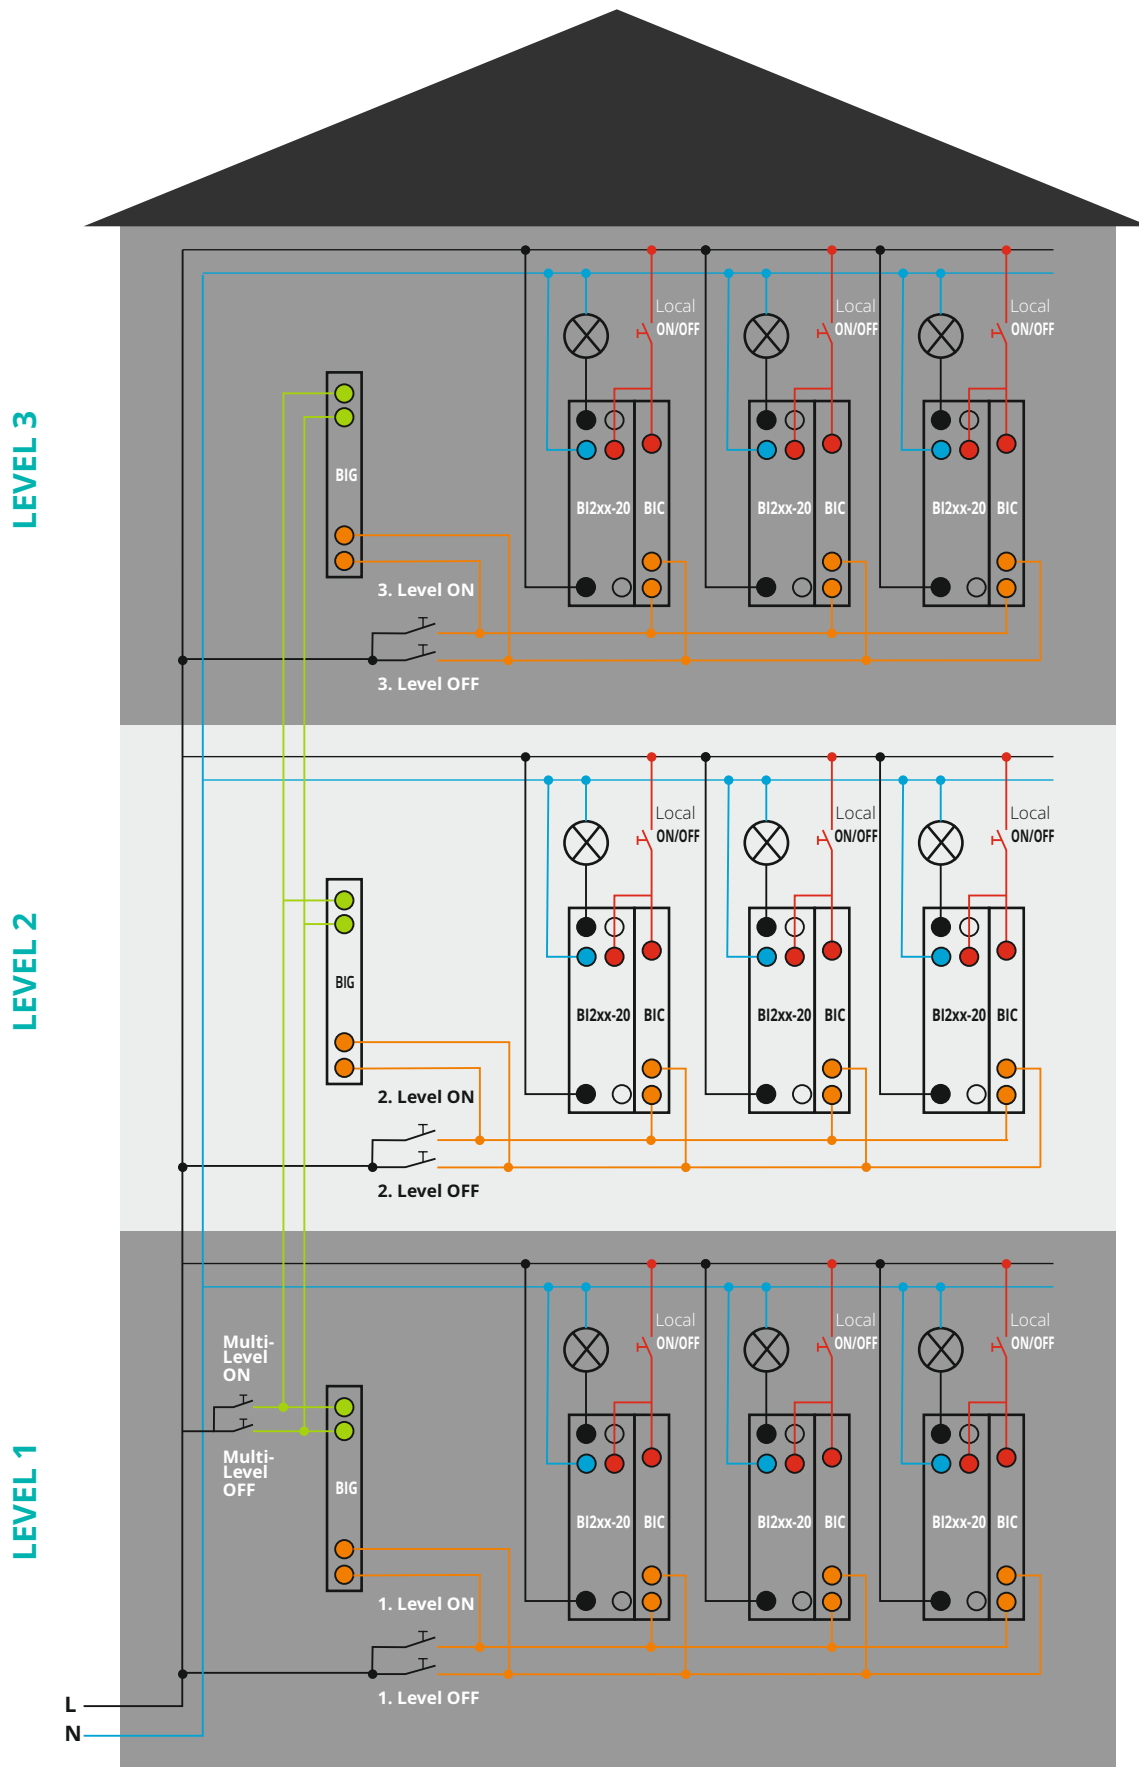 LEVEL 3
Local
ON/OFF
Local
ON/OFF
Local
ON/OFF
BIG
BI2xx-20
BIC
BI2xx-20
BIC
BI2xx-20
BIC
3. Level ON
3. Level OFF
LEVEL 2
Local
ON/OFF
Local
ON/OFF
Local
ON/OFF
BIG
BI2xx-20
BIC
BI2xx-20
BIC
BI2xx-20
BIC
2. Level ON
2. Level OFF
LEVEL 1
Local
ON/OFF
Local
ON/OFF
Local
ON/OFF
Multi-
Level
ON
Multi-
Level
OFF
BIG
BI2xx-20
BIC
BI2xx-20
BIC
BI2xx-20
BIC
1. Level ON
1. Level OFF
L
N